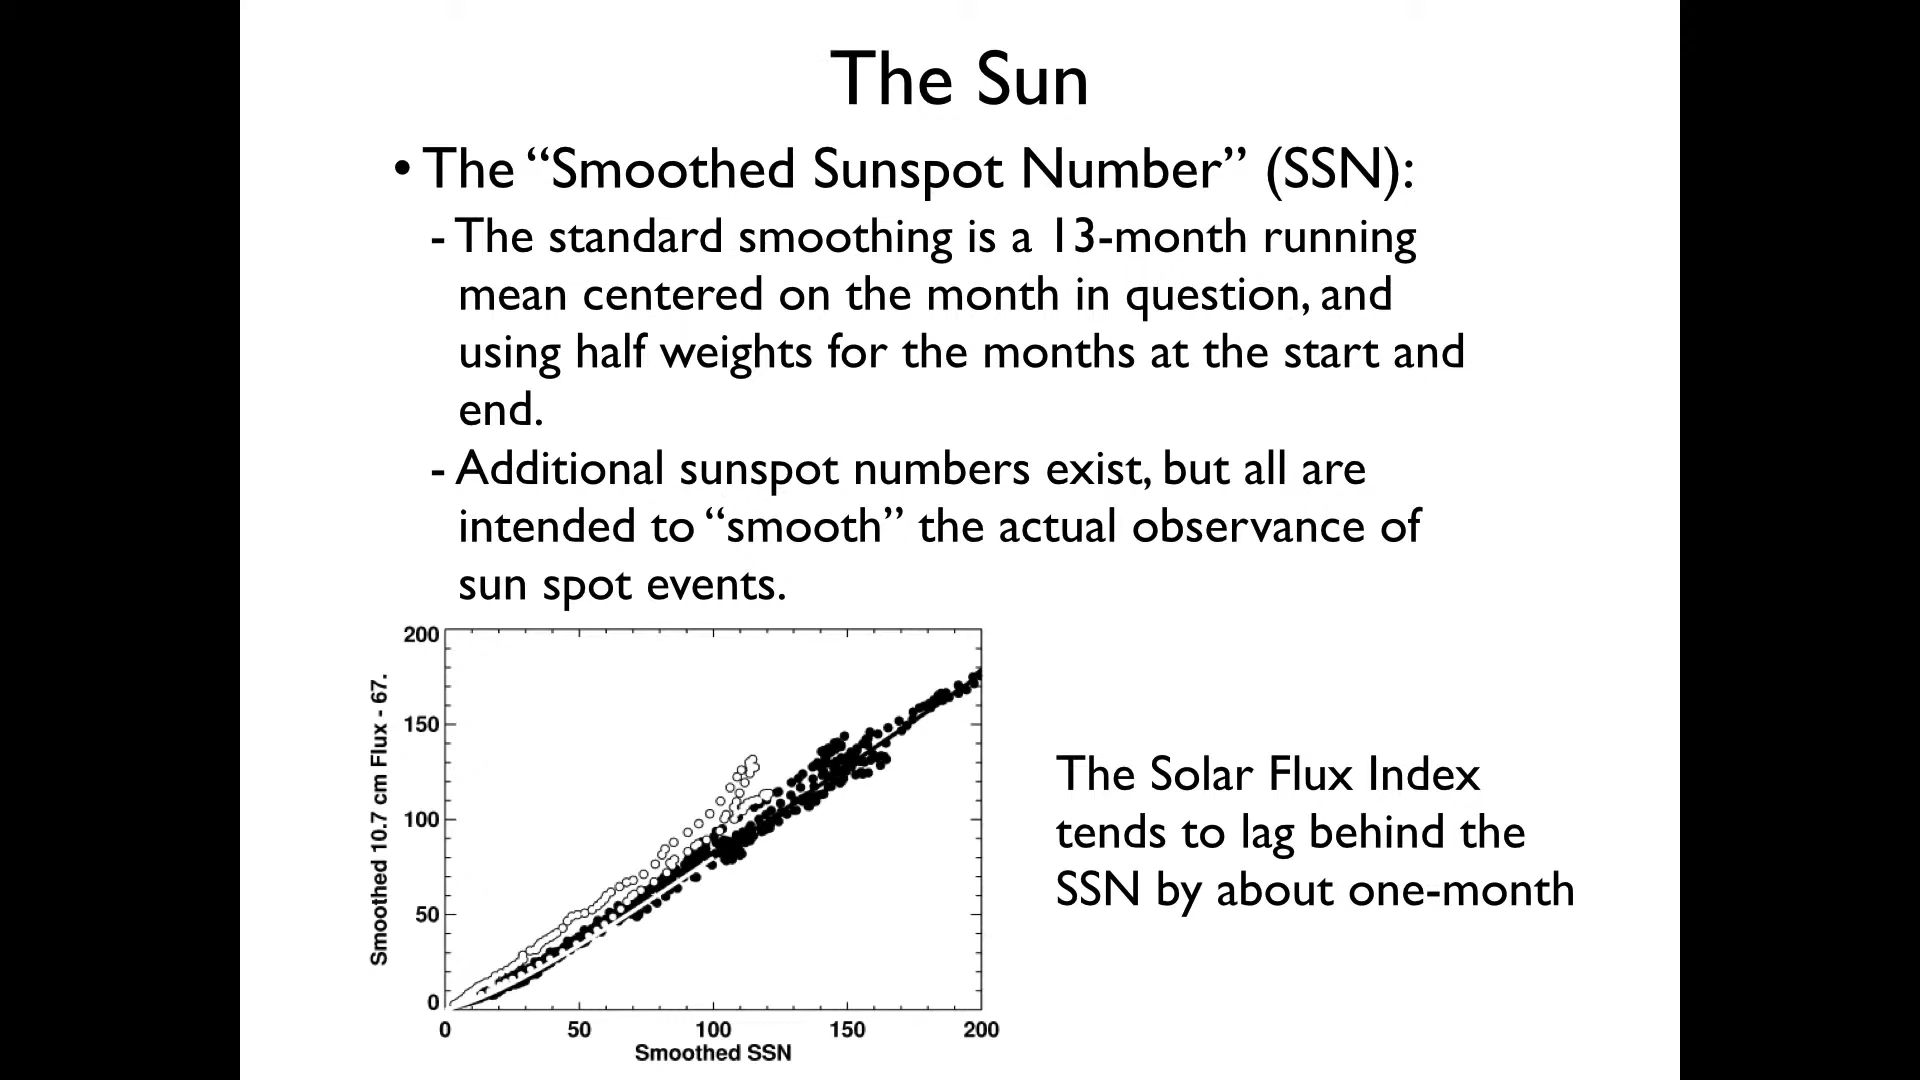 The Sun
• The “Smoothed Sunspot Number” (SSN):
- The standard smoothing is a 13-month running
mean centered on the month in question, and
using half weights for the months at the start and
end.
- Additional sunspot numbers exist, but all are
intended to “smooth” the actual observance of
sun spot events.
200
150
100
50
0
Smoothed 10.7 cm Flux - 67.
0 50 100 150 200
Smoothed SSN
The Solar Flux Index
tends to lag behind the
SSN by about one-month